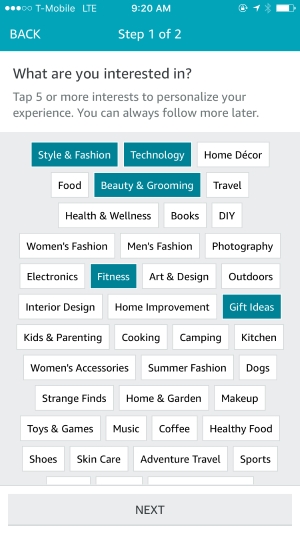 T-Mobile LTE 9:20 AM
BACK Step 1 of 2
What are you interested in?
Tap 5 or more interests to personalize your
experience. You can always follow more later.
Style & Fashion Technology Home Décor
Food Beauty & Grooming Travel
Health & Wellness Books DIY
Women's Fashion Men's Fashion Photography
Electronics Fitness Art & Design Outdoors
Interior Design Home Improvement Gift Ideas
Kids & Parenting Cooking Camping Kitchen
Women's Accessories Summer Fashion Dogs
Strange Finds Home & Garden Makeup
Toys & Games Music Coffee Healthy Food
Shoes Skin Care Adventure Travel Sports
NEXT